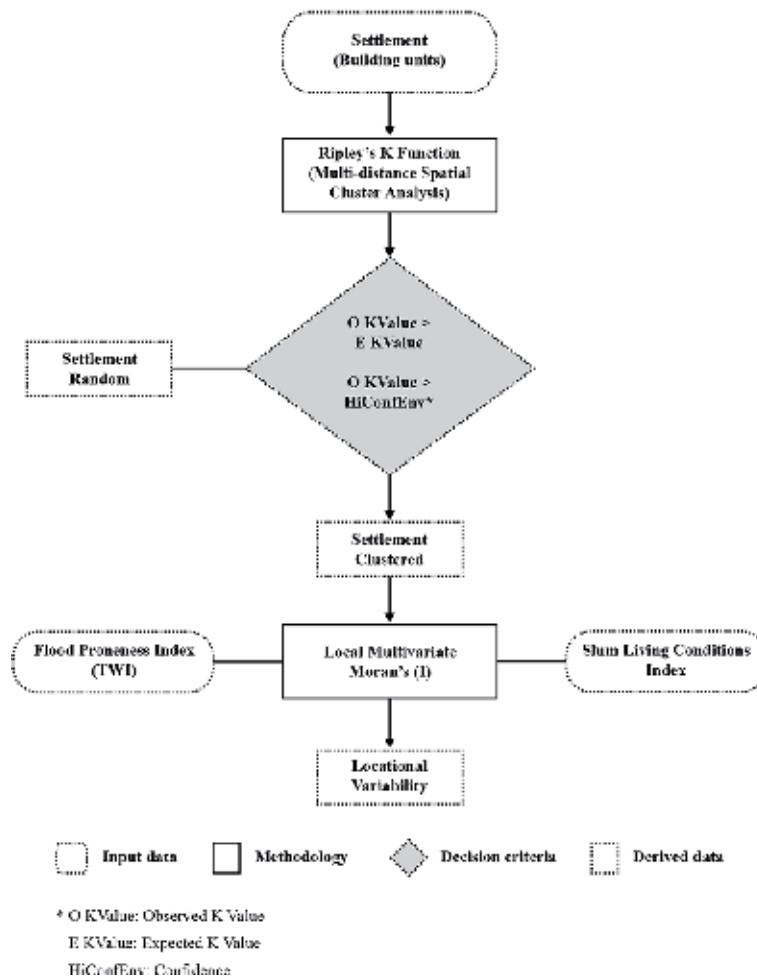 Settlement
(Building units)
Ripley's K Function
(Multi-distance Spatial
Cluster Analysis)
O KValue >
E KValue
O KValue >
HiConfEnv*
Settlement
Random
Settlement
Clustered
Flood Proneness Index
(TWI)
Local Multivariate
Moran's (I)
Slum Living Conditions
Index
Locational
Variability
Input data
Methodology
Decision criteria
Derived data
* O KValue: Observed K Value
E KValue: Expected K Value
HiConfEnv: Confidence